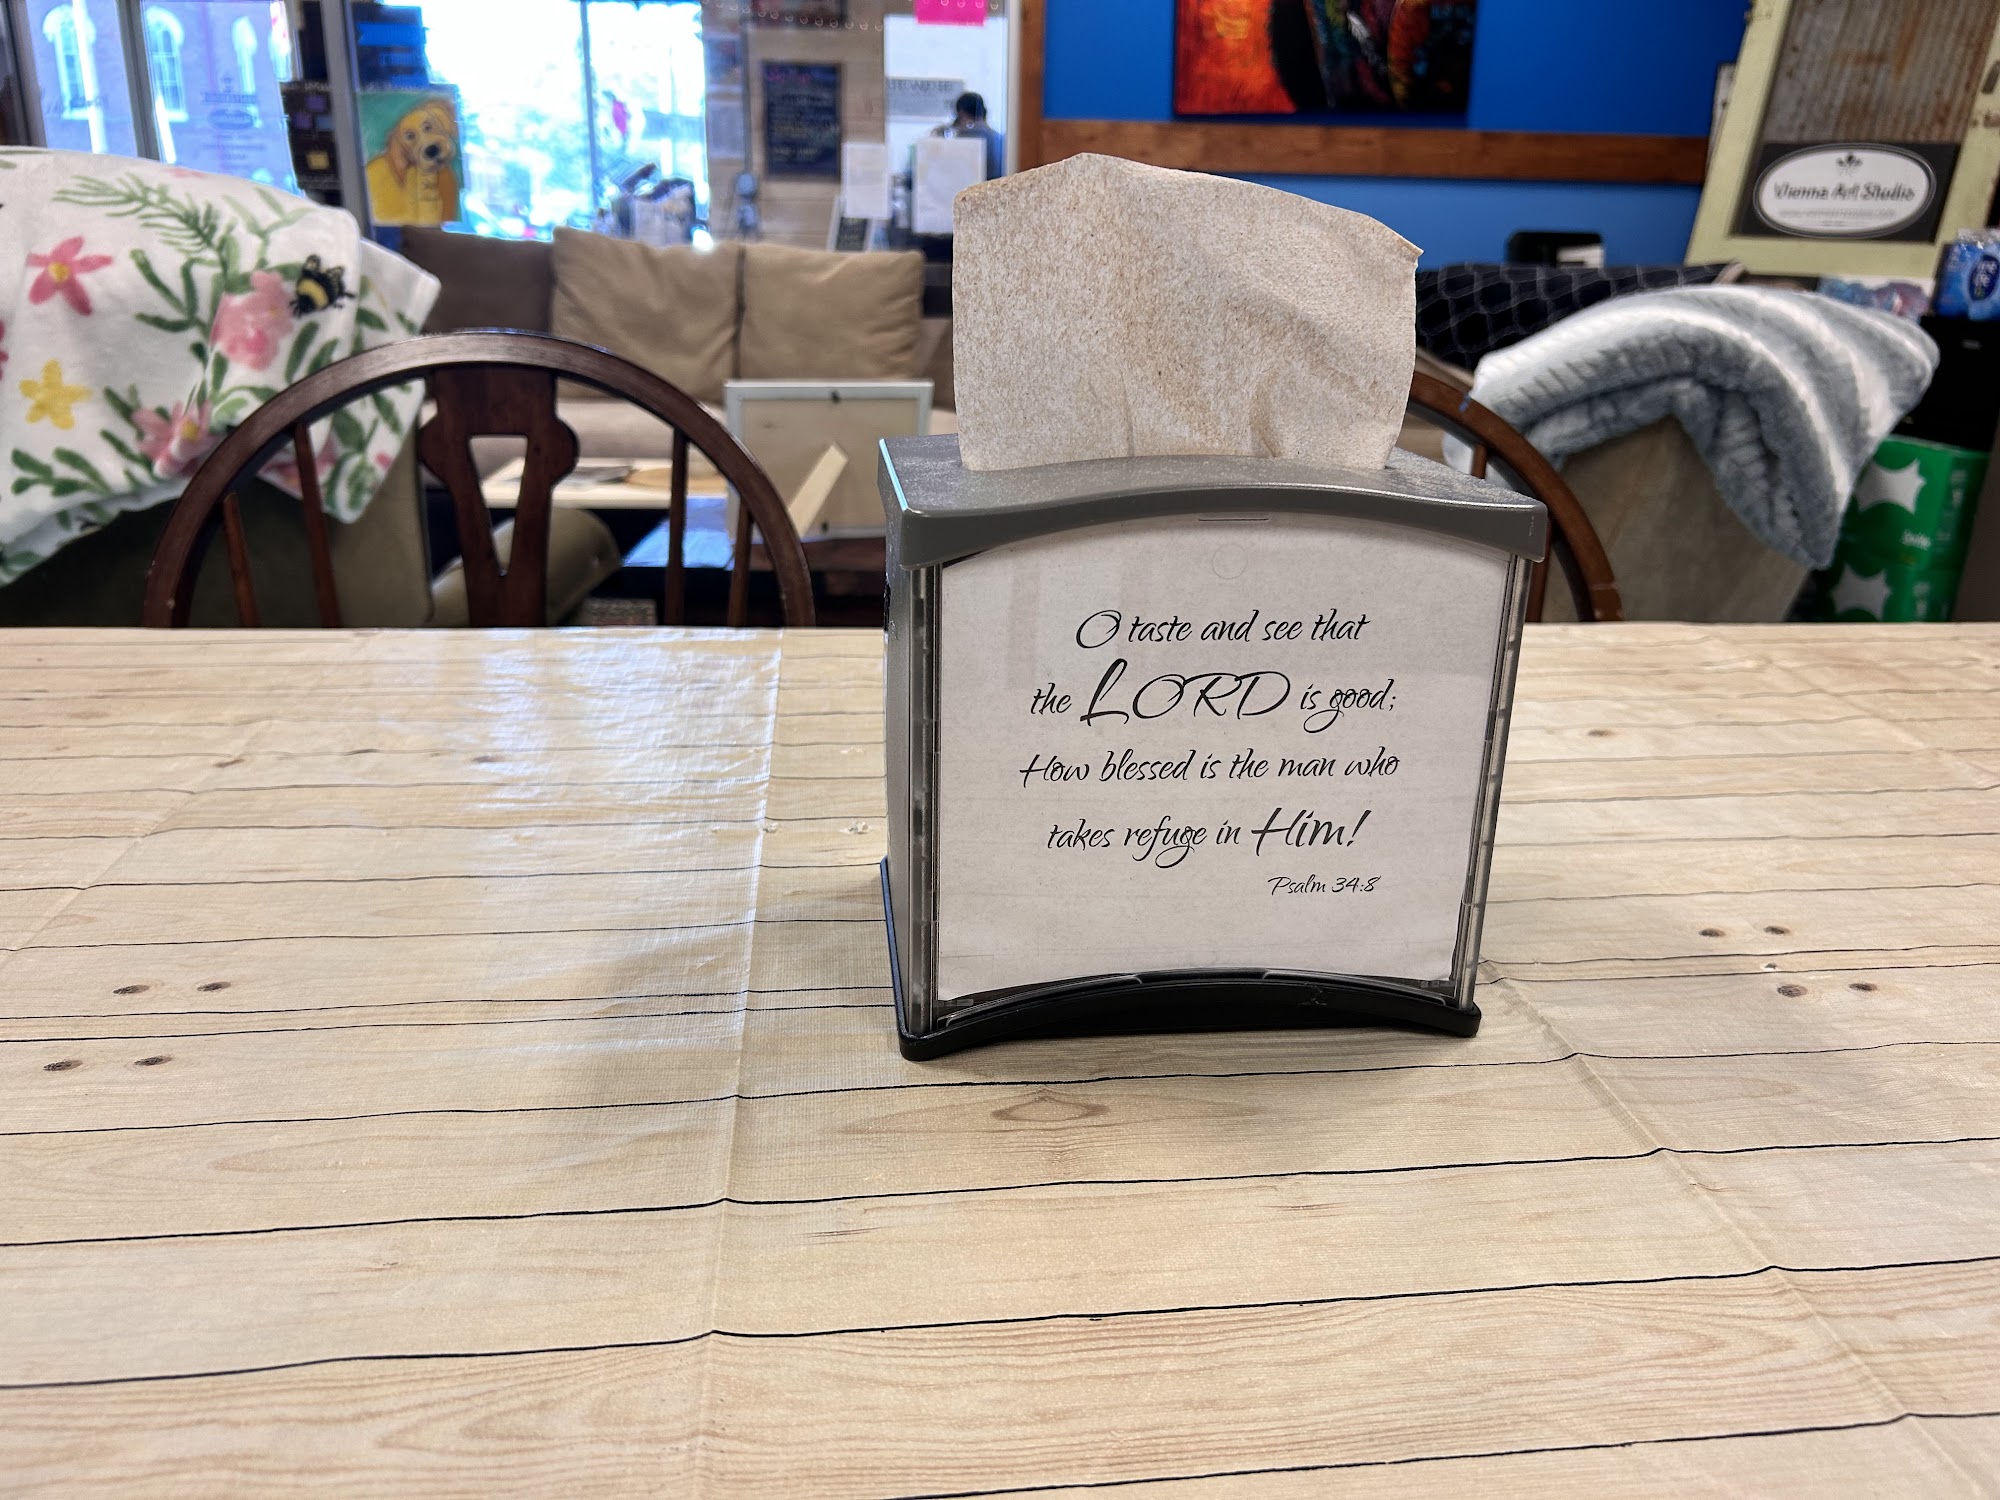 Vienna Art Studio
O taste and see that
the LORD is good;
How blessed is the man who
takes refuge in Him!
Psalm 34:8